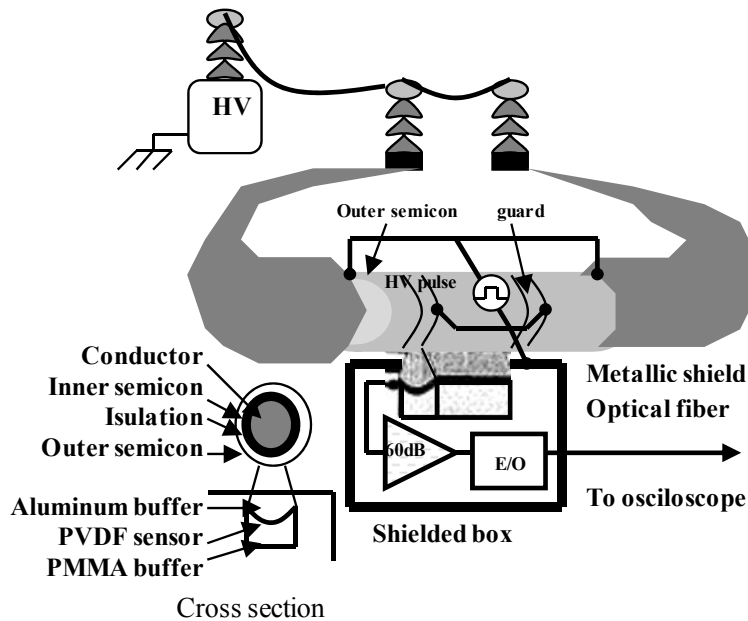 HV
Outer semicon
guard
HV pulse
Conductor
Inner semicon
Isulation
Outer semicon
Metallic shield
Optical fiber
60dB
E/O
To osciloscope
Aluminum buffer
PVDF sensor
PMMA buffer
Shielded box
Cross section